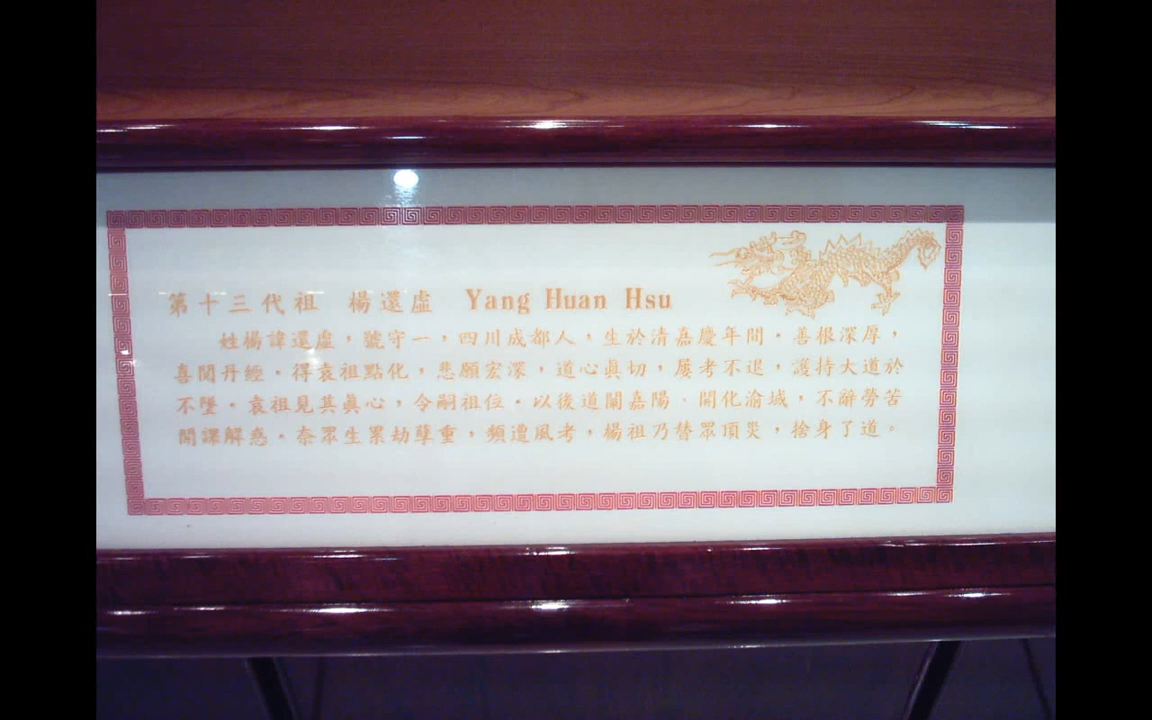 第十三代祖 楊還虛 Yang Huan Hsu
姓楊諱還虛，號守一，四川成都人，生於清嘉慶年間。善根深厚，
喜閱丹經。得袁祖點化，悲願宏深，道心真切，屢考不退，護持大道於
不墜。袁祖見其真心，令嗣祖位。以後道闡嘉陽，開化渝域，不辭勞苦
闡譯解惑。奈眾生累劫孽重，頻遭風考，楊祖乃替眾頂災，捨身了道。